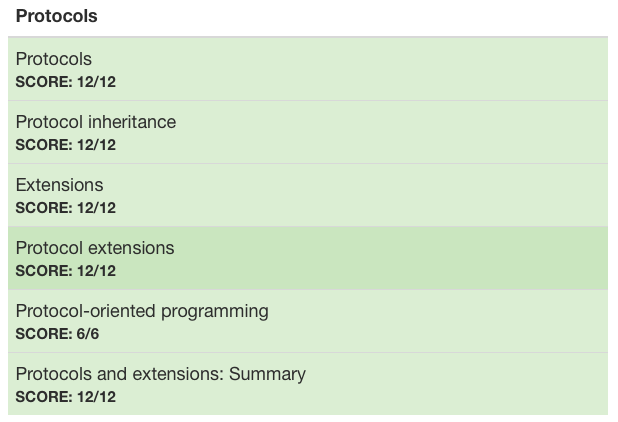 Protocols
Protocols
SCORE: 12/12
Protocol inheritance
SCORE: 12/12
Extensions
SCORE: 12/12
Protocol extensions
SCORE: 12/12
Protocol-oriented programming
SCORE: 6/6
Protocols and extensions: Summary
SCORE: 12/12